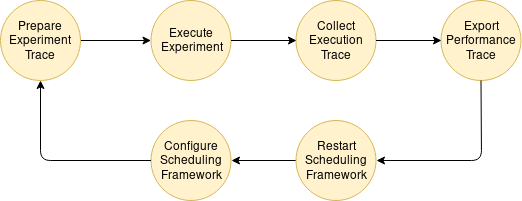 Prepare
Experiment
Trace
Execute
Experiment
Collect
Execution
Trace
Export
Performance
Trace
Configure
Scheduling
Framework
Restart
Scheduling
Framework